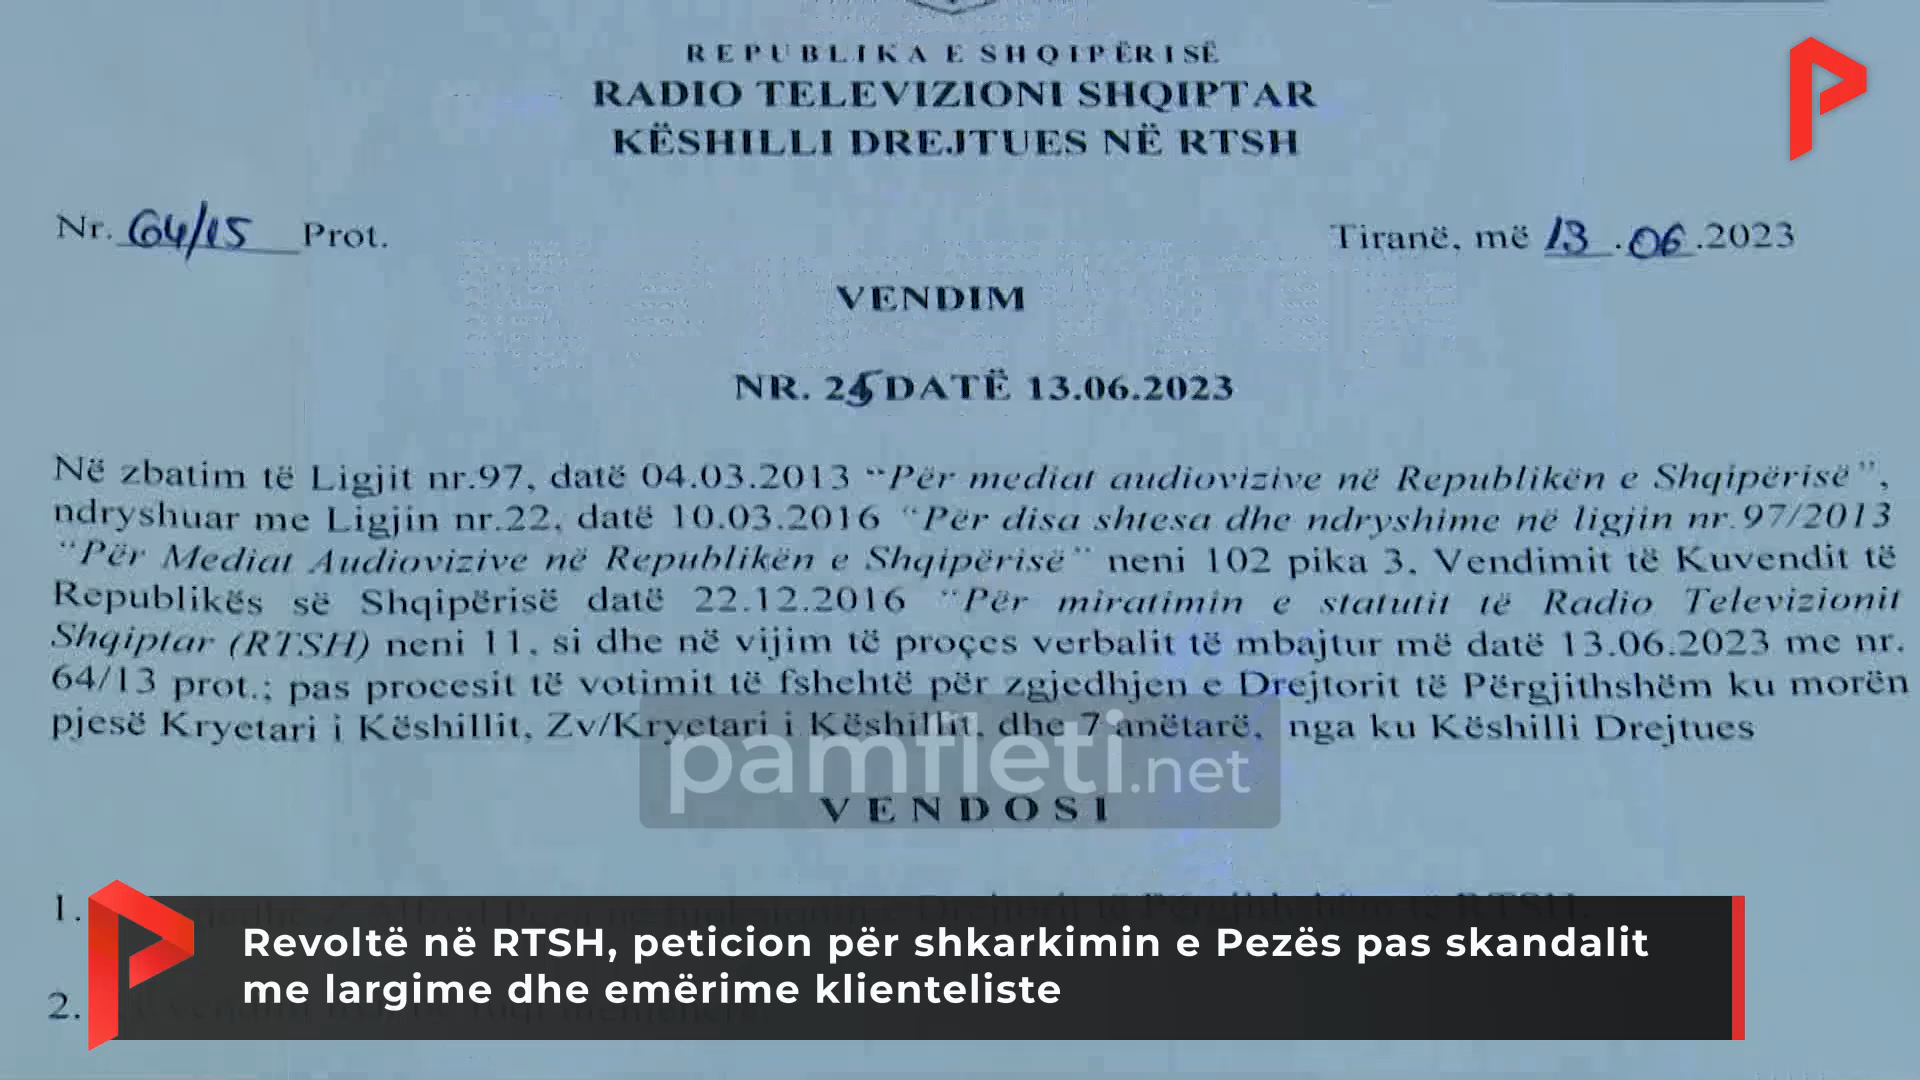 REPUBLIKA E SHQIPËRISË
RADIO TELEVIZIONI SHQIPTAR
KËSHILLI DREJTUES NË RTSH
Nr. 64/15 Prot.
Tiranë, më 13.06.2023
VENDIM
NR. 25 DATË 13.06.2023
Në zbatim të Ligjit nr.97, datë 04.03.2013 “Për mediat audiovizive në Republikën e Shqipërisë”,
ndryshuar me Ligjin nr.22, datë 10.03.2016 “Për disa shtesa dhe ndryshime në ligjin nr.97/2013
“Për Mediat Audiovizive në Republikën e Shqipërisë” neni 102 pika 3, Vendimit të Kuvendit të
Republikës së Shqipërisë datë 22.12.2016 “Për miratimin e statutit të Radio Televizionit
Shqiptar (RTSH) neni 11, si dhe në vijim të proçes verbalit të mbajtur më datë 13.06.2023 me nr.
64/13 prot.; pas procesit të votimit të fshehtë për zgjedhjen e Drejtorit të Përgjithshëm ku morën
pjesë Kryetari i Këshillit, Zv/Kryetari i Këshillit, dhe 7 anëtarë, nga ku Këshilli Drejtues
pamfleti.net
VENDOSI
1.
Revoltë në RTSH, peticion për shkarkimin e Pezës pas skandalit
me largime dhe emërime klienteliste
2.